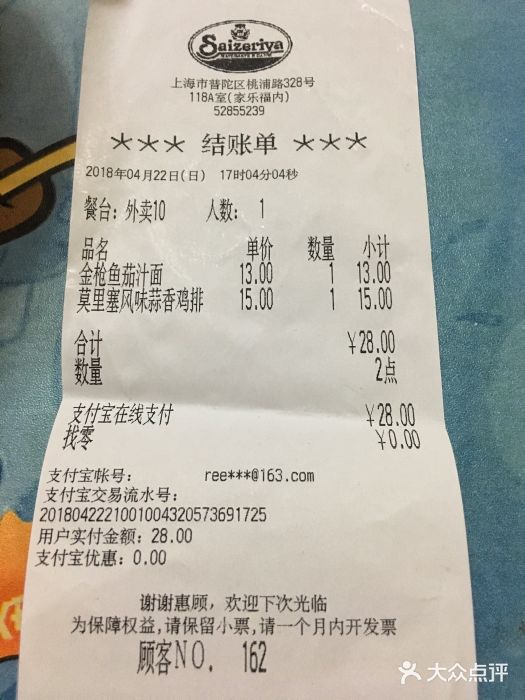 Saizeriya
上海市普陀区桃浦路328号
118A室(家乐福内)
52855239
*** 结账单 ***
2018年04月22日(日) 17时04分04秒
餐台: 外卖10 人数: 1
品名 单价 数量 小计
金枪鱼茄汁面 13.00 1 13.00
莫里塞风味蒜香鸡排 15.00 1 15.00
合计 ¥28.00
数量 2点
支付宝在线支付 ¥28.00
找零 ¥0.00
支付宝帐号: ree***@163.com
支付宝交易流水号:
2018042221001004320573691725
用户实付金额: 28.00
支付宝优惠: 0.00
谢谢惠顾, 欢迎下次光临
为保障权益,请保留小票,请一个月内开发票
顾客NO. 162
大众点评